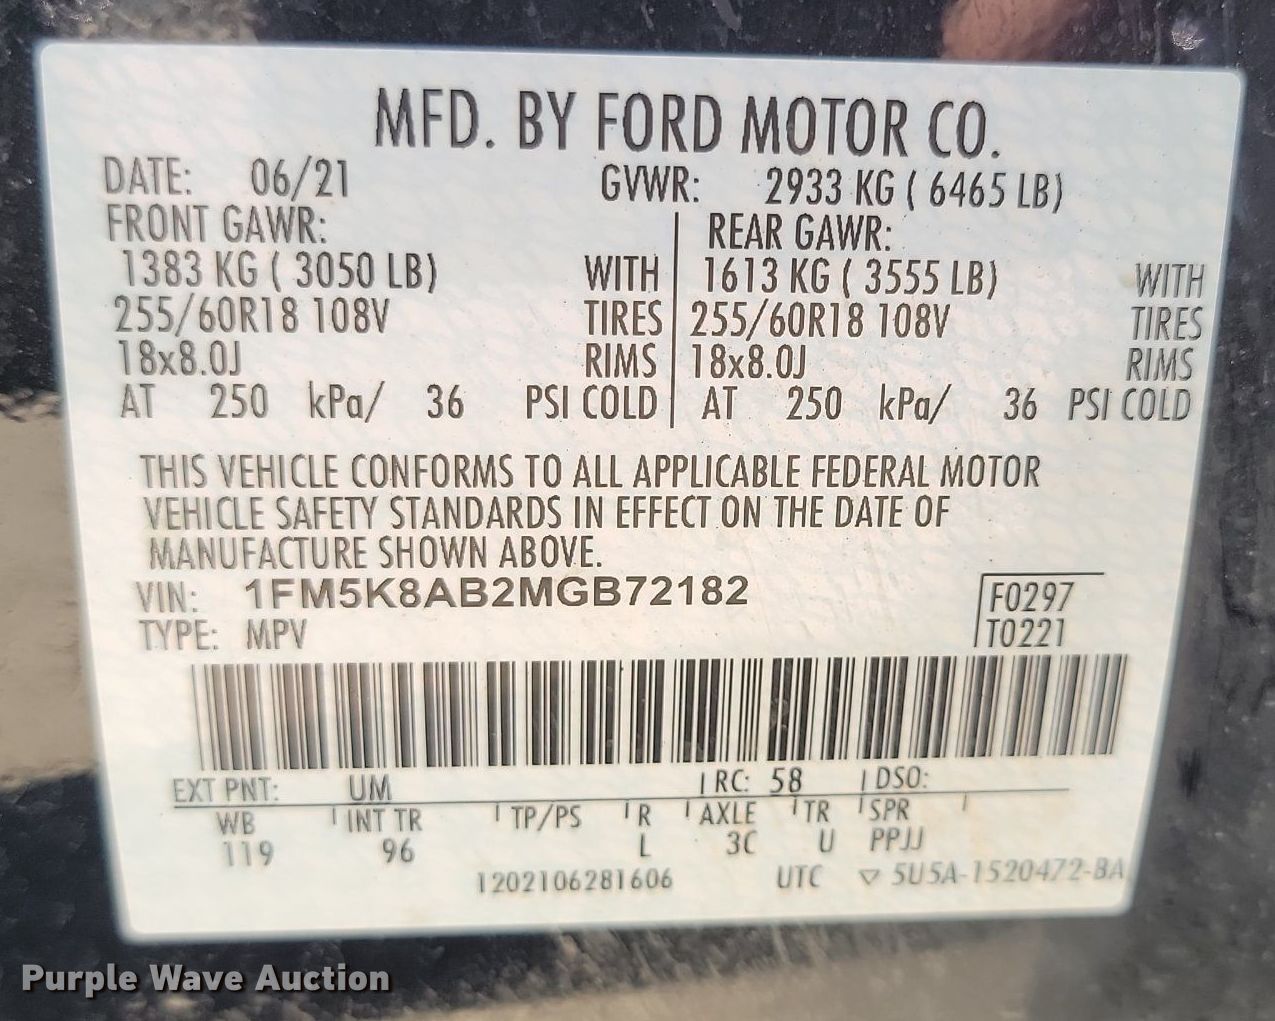 MFD. BY FORD MOTOR CO.
DATE: 06/21 GVWR: 2933 KG ( 6465 LB)
FRONT GAWR: REAR GAWR:
1383 KG ( 3050 LB) WITH 1613 KG ( 3555 LB) WITH
255/60R18 108V TIRES 255/60R18 108V TIRES
18x8.0J RIMS 18x8.0J RIMS
AT 250 kPa/ 36 PSI COLD AT 250 kPa/ 36 PSI COLD
THIS VEHICLE CONFORMS TO ALL APPLICABLE FEDERAL MOTOR
VEHICLE SAFETY STANDARDS IN EFFECT ON THE DATE OF
MANUFACTURE SHOWN ABOVE.
VIN: 1FM5K8AB2MGB72182 F0297
TYPE: MPV T0221
EXT PNT: UM RC: 58 DSO:
WB INT TR TP/PS R AXLE TR SPR
119 96 L 3C U PPJJ
1202106281606 UTC ▽ 5U5A-1520472-BA
Purple Wave Auction